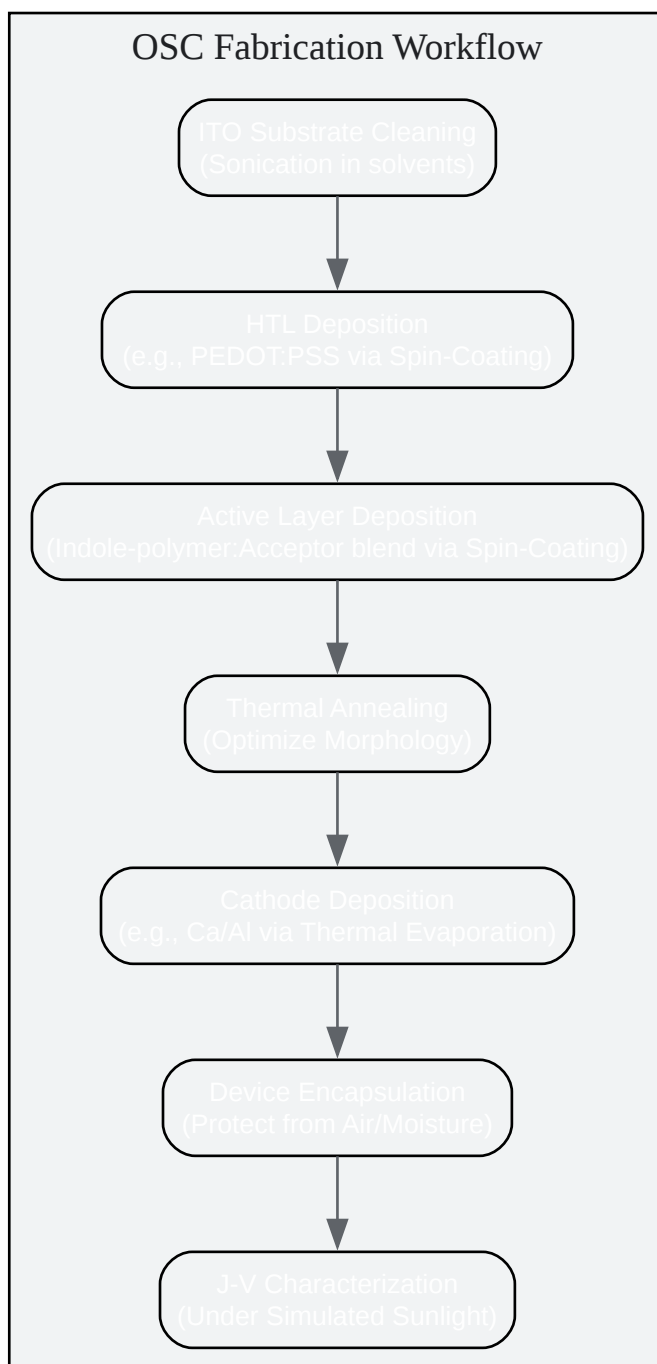 OSC Fabrication Workflow
ITO Substrate Cleaning
(Sonication in solvents)
HTL Deposition
(e.g., PEDOT:PSS via Spin-Coating)
Active Layer Deposition
(Indole-polymer:Acceptor blend via Spin-Coating)
Thermal Annealing
(Optimize Morphology)
Cathode Deposition
(e.g., Ca/Al via Thermal Evaporation)
Device Encapsulation
(Protect from Air/Moisture)
J-V Characterization
(Under Simulated Sunlight)